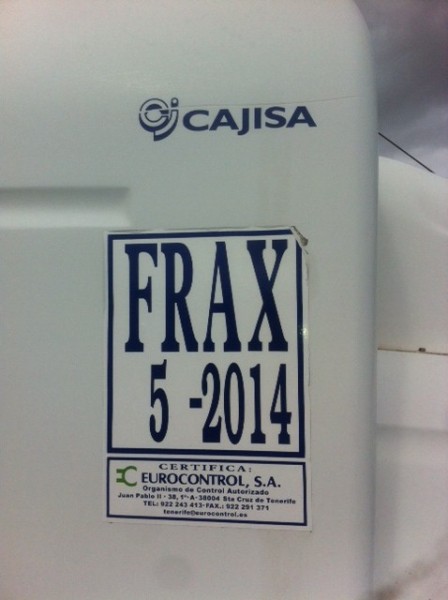 CAJISA
FRAX
5 -2014
CERTIFICA:
EUROCONTROL, S.A.
Organismo de Control Autorizado
Juan Pablo II - 38, 1º-A-38004 Sta Cruz de Tenerife
TEL: 922 243 413-FAX.: 922 291 371
tenerife@eurocontrol.es